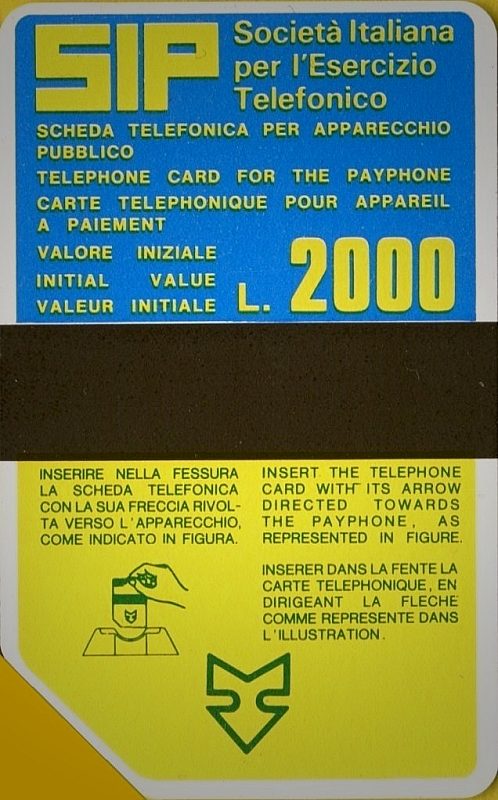 SIP
Società Italiana
per l'Esercizio
Telefonico
SCHEDA TELEFONICA PER APPARECCHIO
PUBBLICO
TELEPHONE CARD FOR THE PAYPHONE
CARTE TELEPHONIQUE POUR APPAREIL
A PAIEMENT
VALORE INIZIALE
INITIAL VALUE
VALEUR INITIALE
L. 2000
INSERIRE NELLA FESSURA
LA SCHEDA TELEFONICA
CON LA SUA FRECCIA RIVOL-
TA VERSO L'APPARECCHIO,
COME INDICATO IN FIGURA.
INSERT THE TELEPHONE
CARD WITH ITS ARROW
DIRECTED TOWARDS
THE PAYPHONE, AS
REPRESENTED IN FIGURE.
INSERER DANS LA FENTE LA
CARTE TELEPHONIQUE, EN
DIRIGEANT LA FLECHE
COMME REPRESENTE DANS
L'ILLUSTRATION.